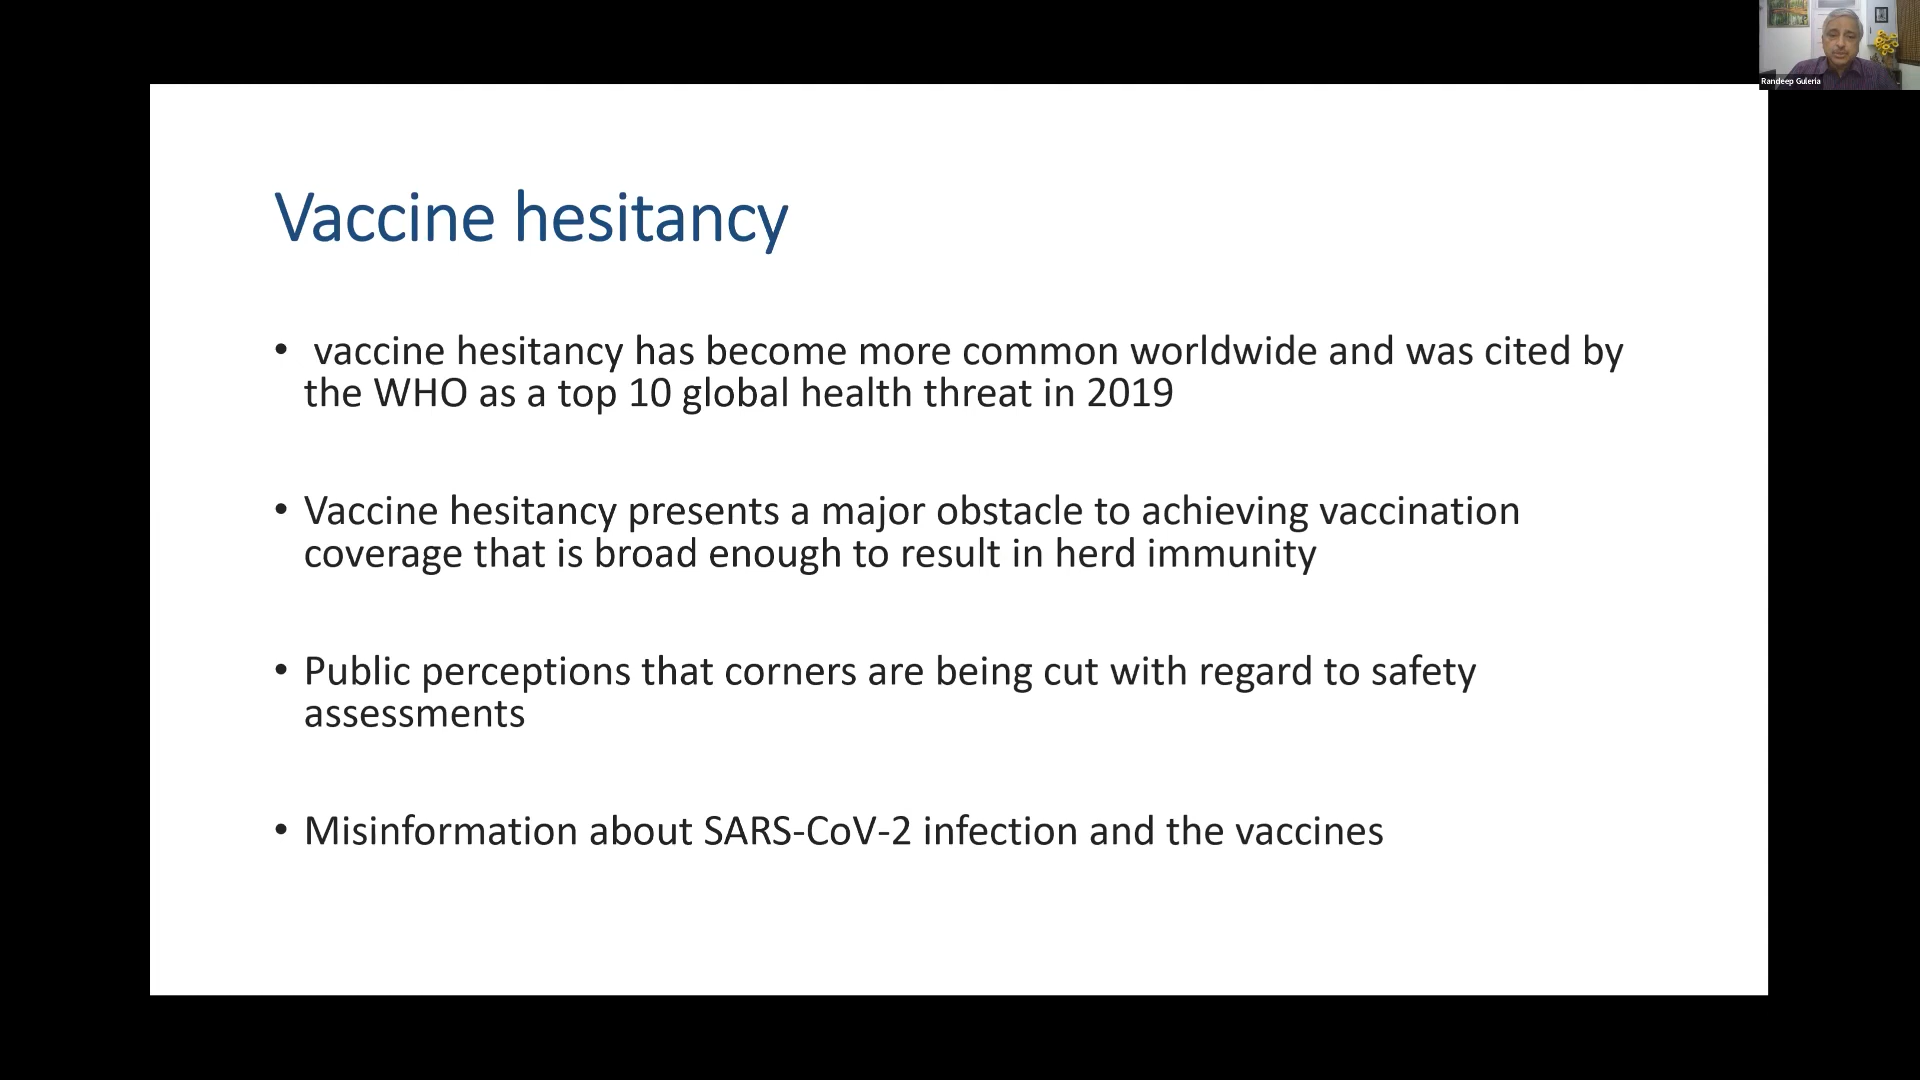 Randeep Guleria
Vaccine hesitancy
• vaccine hesitancy has become more common worldwide and was cited by
the WHO as a top 10 global health threat in 2019
• Vaccine hesitancy presents a major obstacle to achieving vaccination
coverage that is broad enough to result in herd immunity
• Public perceptions that corners are being cut with regard to safety
assessments
• Misinformation about SARS-CoV-2 infection and the vaccines